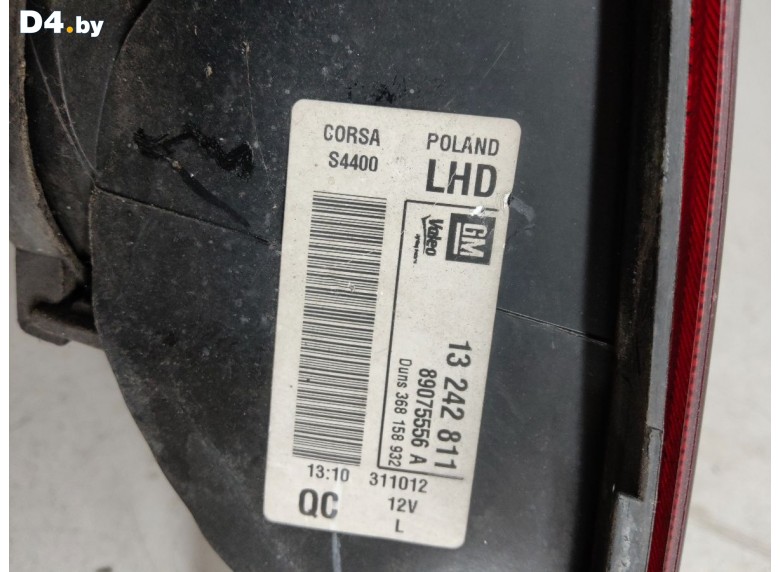 D4.by
CORSA POLAND
S4400 LHD
GM
Valeo
13 242 811
89075556 A
Duns 368 158 932
13:10 311012
QC 12V
L